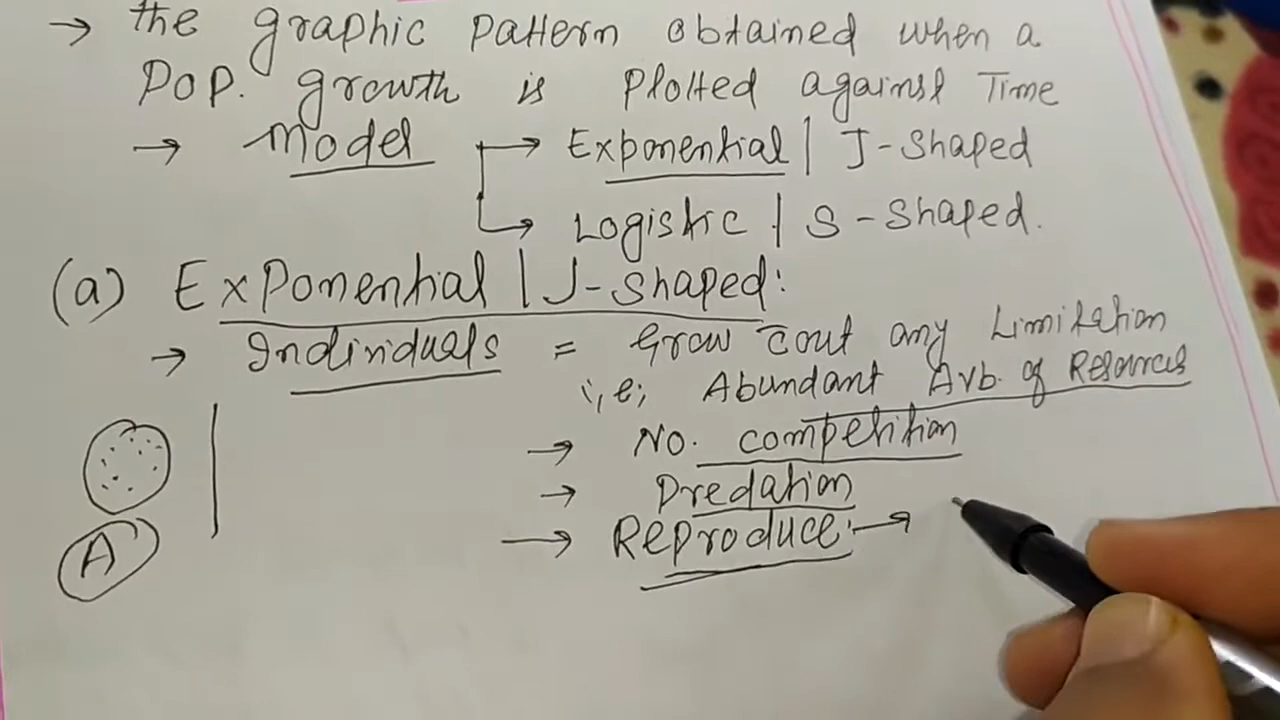 → the graphic pattern obtained when a
Pop. growth is Plotted against Time
→ Model → Exponential | J-Shaped
→ Logistic | S-Shaped.
(a) Exponential | J-Shaped:
→ Individuals = Grow c̄out any Limitation
i,e; Abundant Avb. of Resources
→ No. competition
→ Predation
→ Reproduce: →
A'